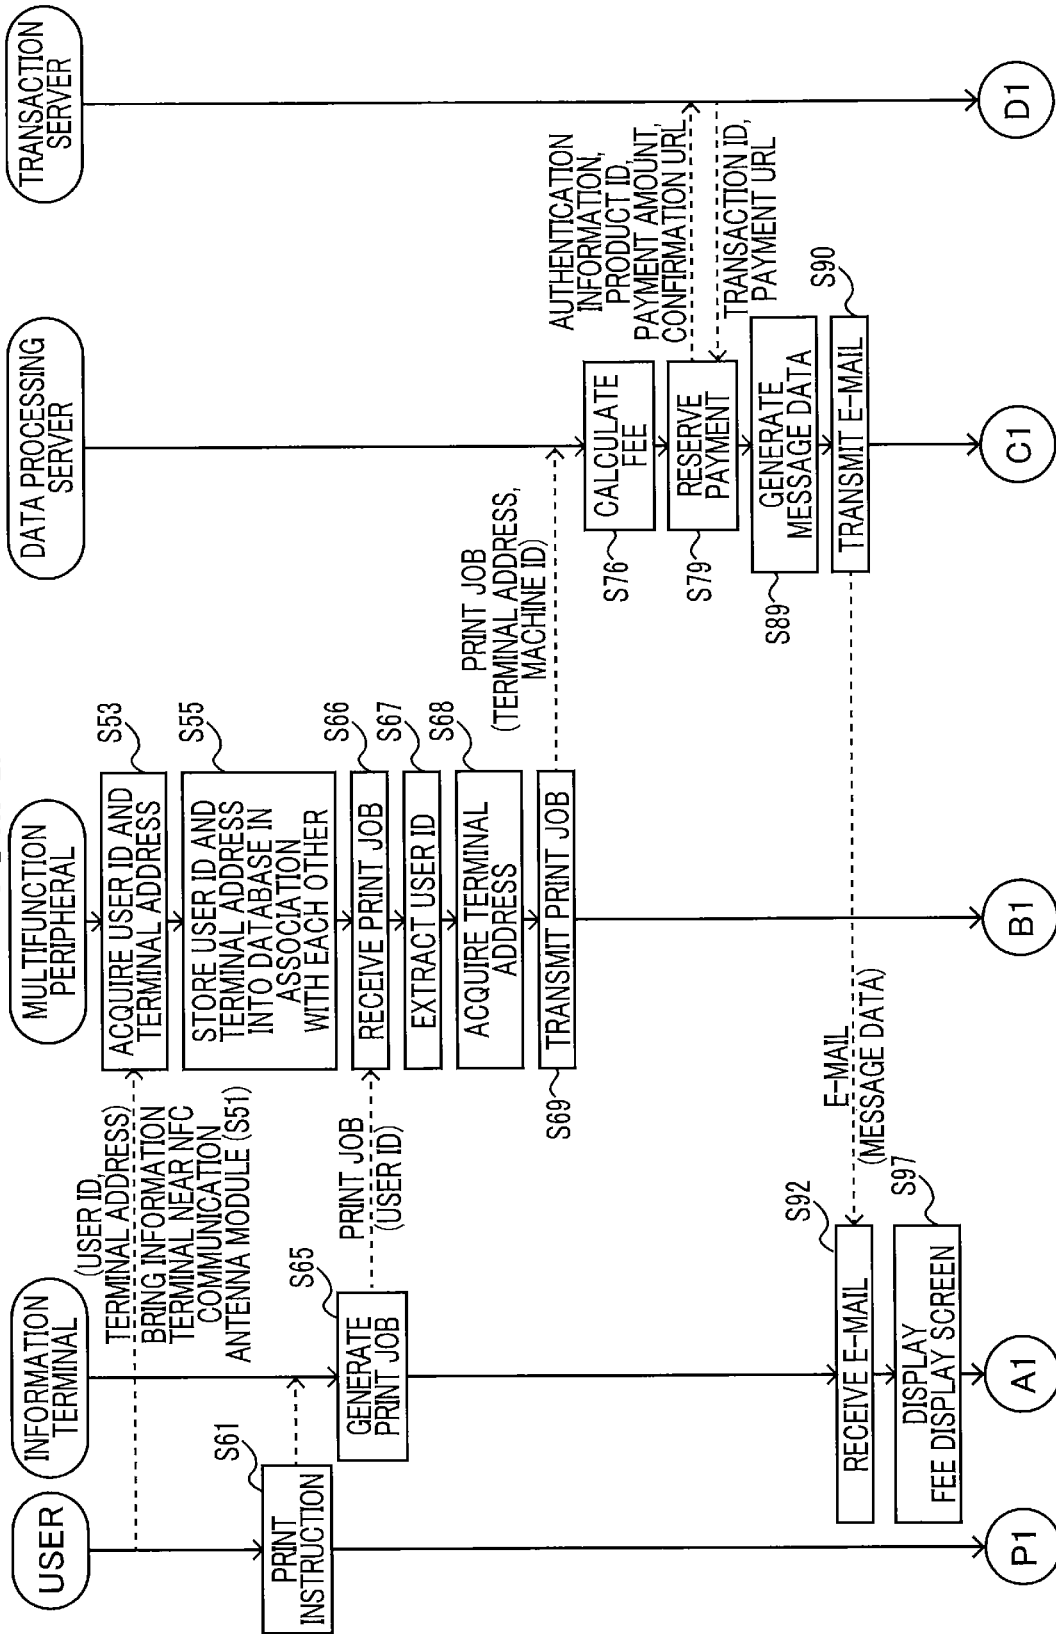 USER
INFORMATION
TERMINAL
MULTIFUNCTION
PERIPHERAL
DATA PROCESSING
SERVER
TRANSACTION
SERVER
(USER ID,
TERMINAL ADDRESS)
BRING INFORMATION
TERMINAL NEAR NFC
COMMUNICATION
ANTENNA MODULE (S51)
S53
ACQUIRE USER ID AND
TERMINAL ADDRESS
S55
STORE USER ID AND
TERMINAL ADDRESS
INTO DATABASE IN
ASSOCIATION
WITH EACH OTHER
S61
PRINT
INSTRUCTION
S65
GENERATE
PRINT JOB
PRINT JOB
(USER ID)
S66
RECEIVE PRINT JOB
S67
EXTRACT USER ID
S68
ACQUIRE TERMINAL
ADDRESS
S69
TRANSMIT PRINT JOB
PRINT JOB
(TERMINAL ADDRESS,
MACHINE ID)
S76
CALCULATE
FEE
S79
RESERVE
PAYMENT
AUTHENTICATION
INFORMATION,
PRODUCT ID,
PAYMENT AMOUNT,
CONFIRMATION URL
TRANSACTION ID,
PAYMENT URL
S89
GENERATE
MESSAGE DATA
S90
TRANSMIT E-MAIL
E-MAIL
(MESSAGE DATA)
S92
RECEIVE E-MAIL
S97
DISPLAY
FEE DISPLAY SCREEN
P1
A1
B1
C1
D1